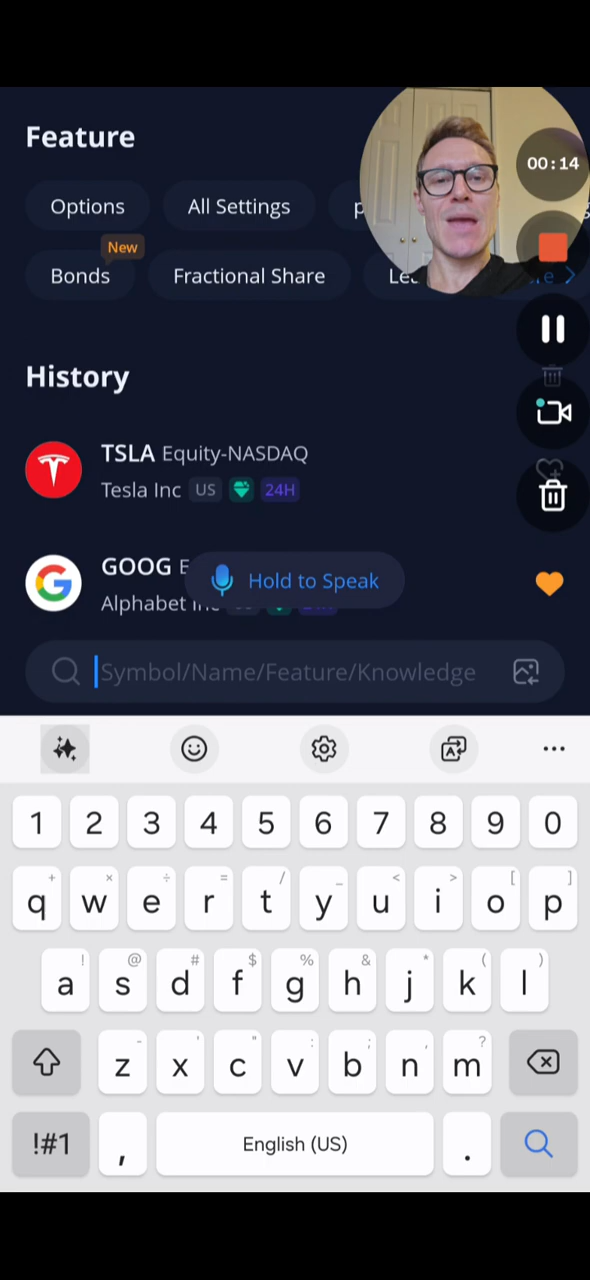 Feature
00:14
Options
All Settings
p
New
Bonds
Fractional Share
History
TSLA Equity-NASDAQ
Tesla Inc US 24H
GOOG E
Hold to Speak
Alphabet Inc
Symbol/Name/Feature/Knowledge
1 2 3 4 5 6 7 8 9 0
+ × ÷ = / _ < > [ ]
q w e r t y u i o p
! @ # $ % & * ( )
a s d f g h j k l
- ' " : ; , ?
z x c v b n m
!#1 , English (US) .